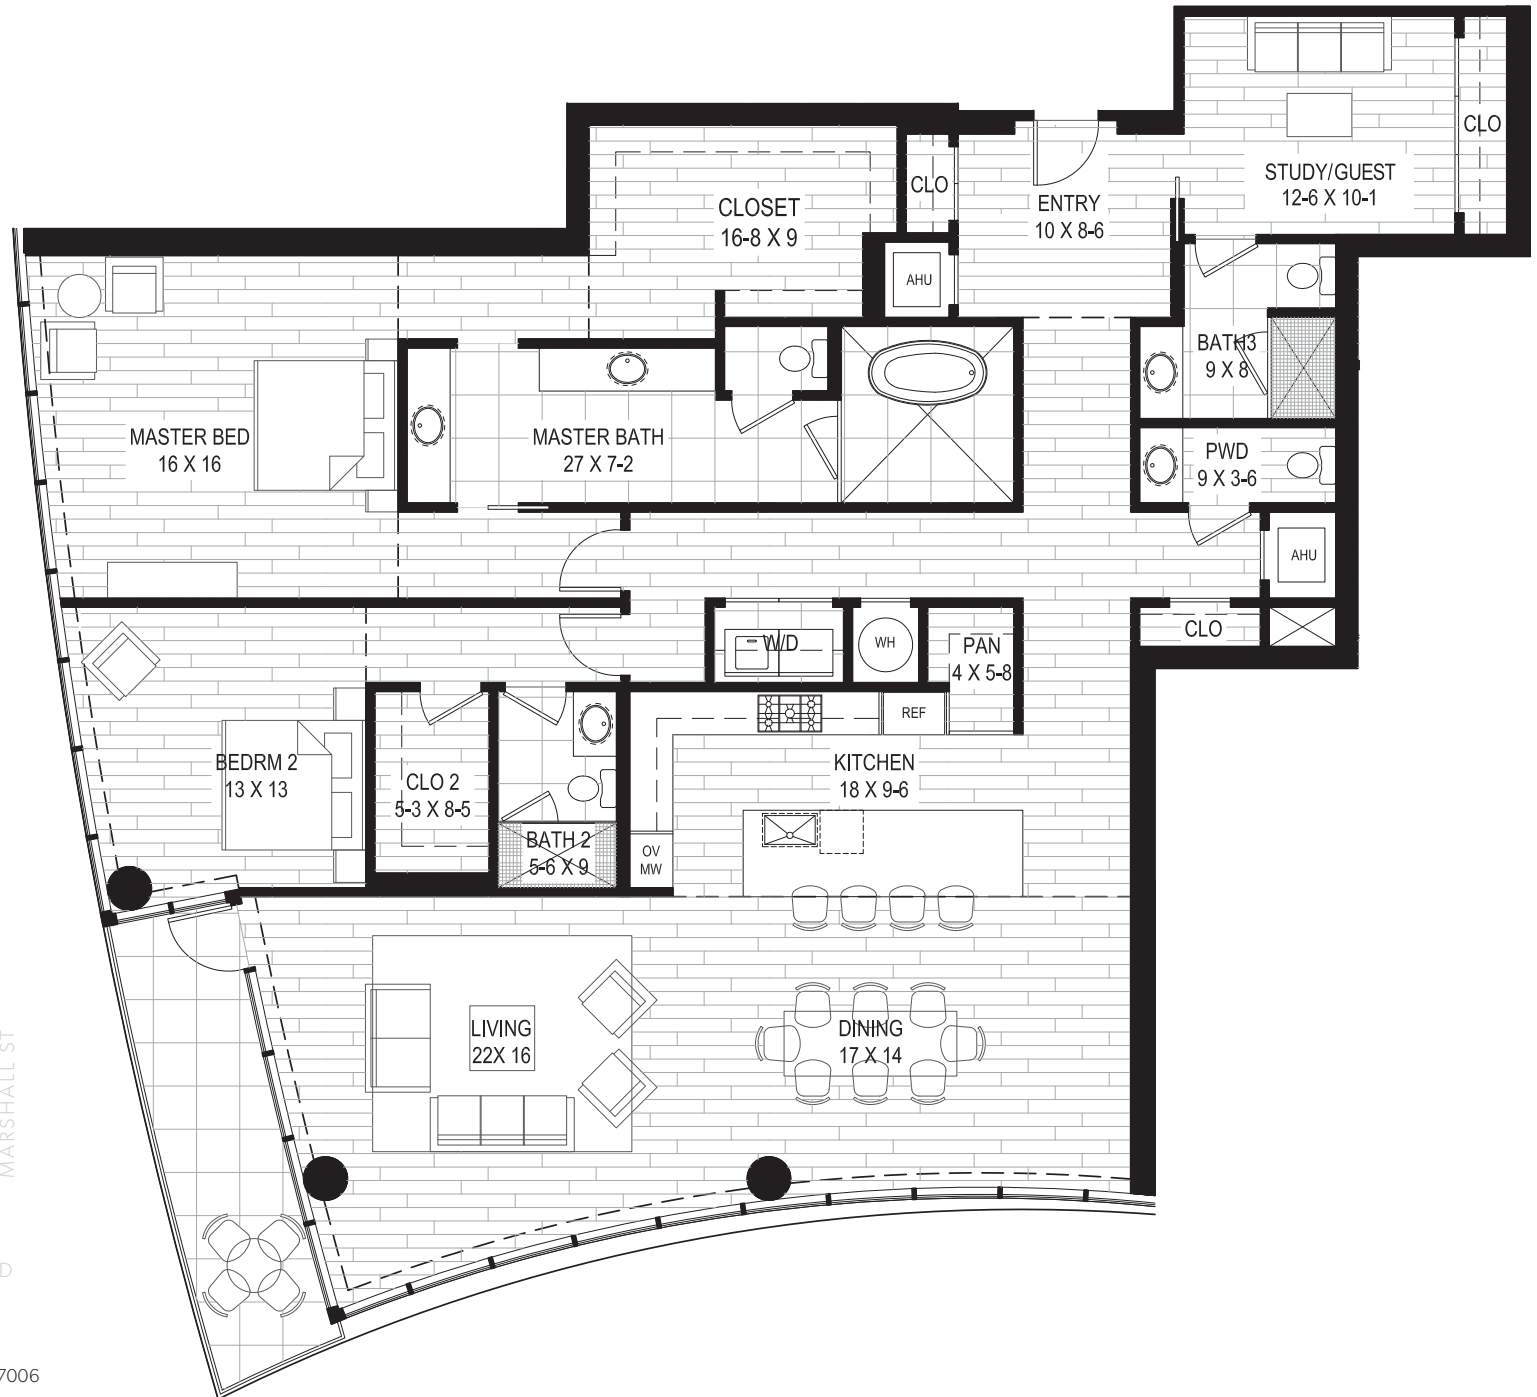 CLO
STUDY/GUEST
12-6 X 10-1
CLO
ENTRY
10 X 8-6
CLOSET
16-8 X 9
AHU
BATH3
9 X 8
MASTER BED
16 X 16
MASTER BATH
27 X 7-2
PWD
9 X 3-6
AHU
CLO
W/D
WH
PAN
4 X 5-8
REF
BEDRM 2
13 X 13
CLO 2
5-3 X 8-5
KITCHEN
18 X 9-6
BATH 2
5-6 X 9
OV
MW
LIVING
22X 16
DINING
17 X 14
MARSHALL ST
D
7006